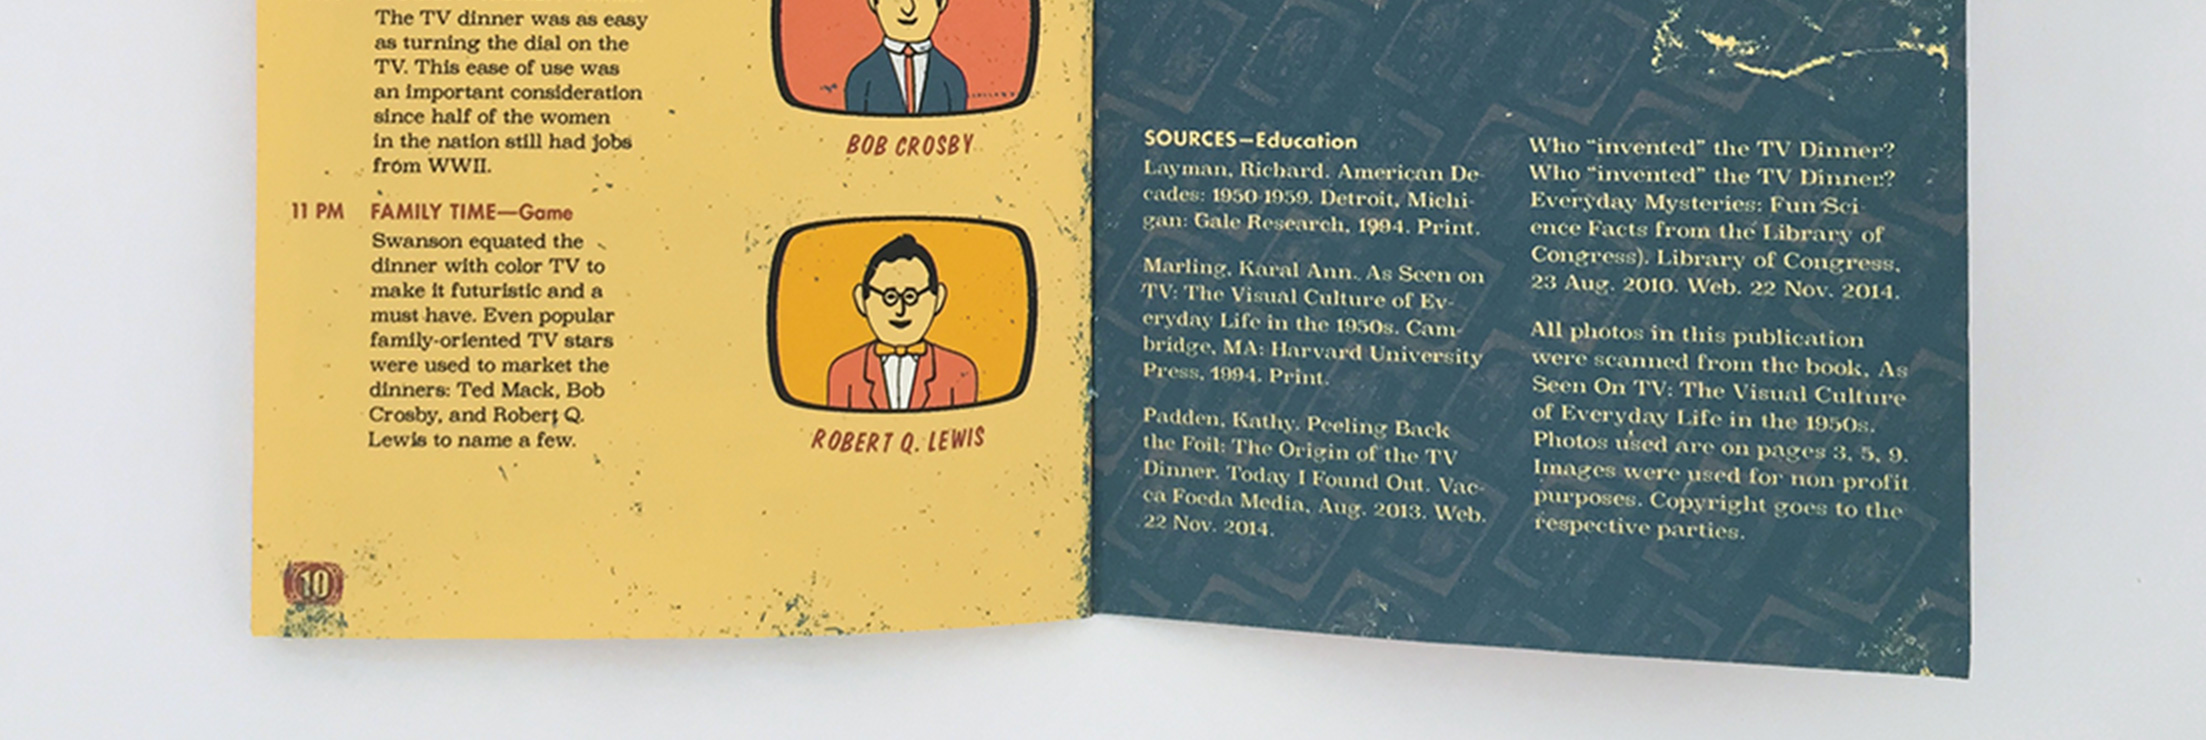 The TV dinner was as easy
as turning the dial on the
TV. This ease of use was
an important consideration
since half of the women
in the nation still had jobs
from WWII.
11 PM FAMILY TIME—Game
Swanson equated the
dinner with color TV to
make it futuristic and a
must have. Even popular
family-oriented TV stars
were used to market the
dinners: Ted Mack, Bob
Crosby, and Robert Q.
Lewis to name a few.
BOB CROSBY
ROBERT Q. LEWIS
10
SOURCES—Education
Layman, Richard. American De-
cades: 1950-1959. Detroit, Michi-
gan: Gale Research, 1994. Print.
Marling, Karal Ann. As Seen on
TV: The Visual Culture of Ev-
eryday Life in the 1950s. Cam-
bridge, MA: Harvard University
Press, 1994. Print.
Padden, Kathy. Peeling Back
the Foil: The Origin of the TV
Dinner. Today I Found Out. Vac-
ca Foeda Media, Aug. 2013. Web.
22 Nov. 2014.
Who “invented” the TV Dinner?
Who “invented” the TV Dinner?
Everyday Mysteries: Fun Sci-
ence Facts from the Library of
Congress). Library of Congress,
23 Aug. 2010. Web. 22 Nov. 2014.
All photos in this publication
were scanned from the book, As
Seen On TV: The Visual Culture
of Everyday Life in the 1950s.
Photos used are on pages 3, 5, 9.
Images were used for non-profit
purposes. Copyright goes to the
respective parties.